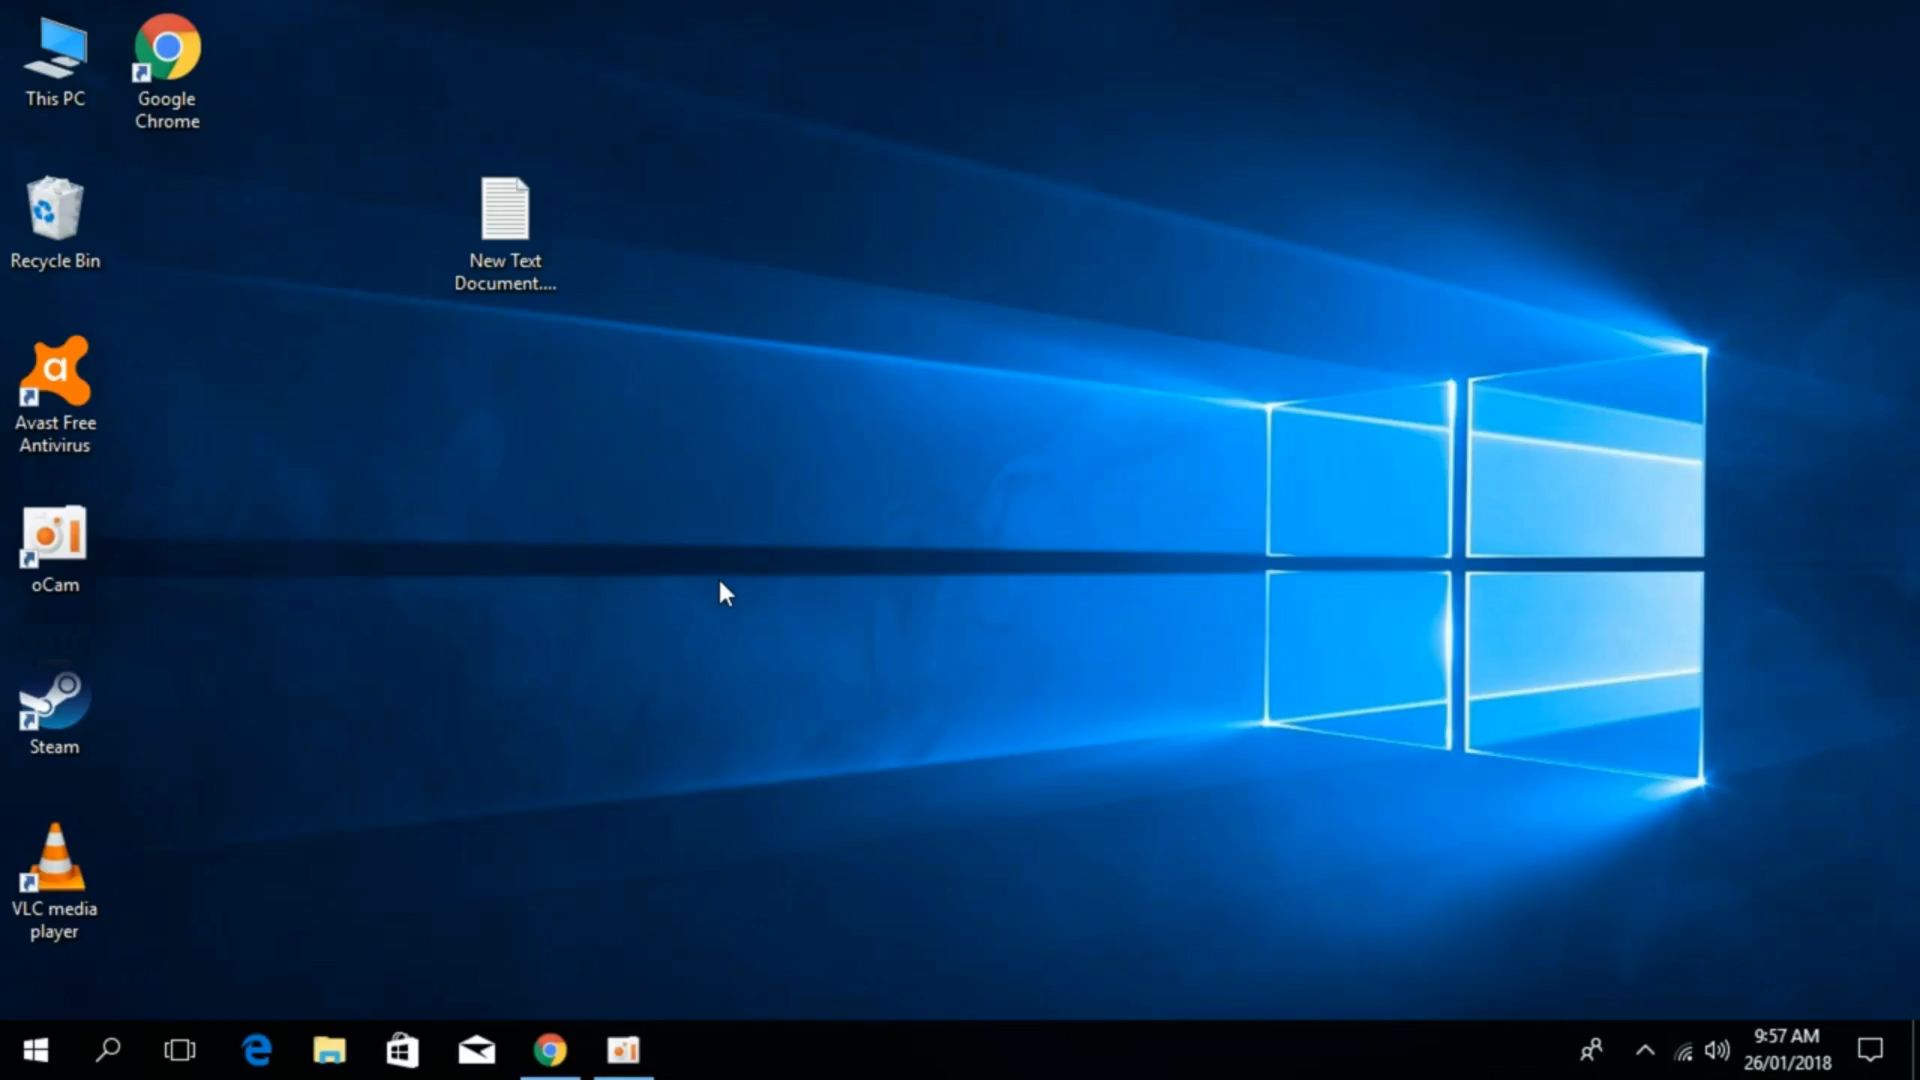 This PC
Google
Chrome
Recycle Bin
New Text
Document....
a
Avast Free
Antivirus
oCam
Steam
VLC media
player
9:57 AM
26/01/2018